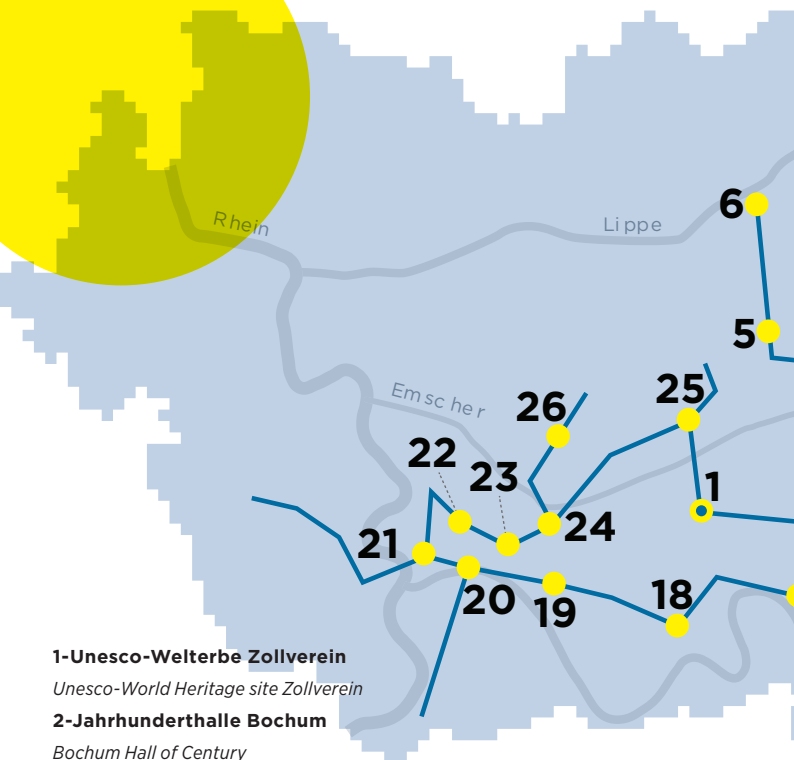 Rhein
Lippe
6
5
Emscher
25
26
22
23
1
24
21
20
19
18
1-Unesco-Welterbe Zollverein
Unesco-World Heritage site Zollverein
2-Jahrhunderthalle Bochum
Bochum Hall of Century